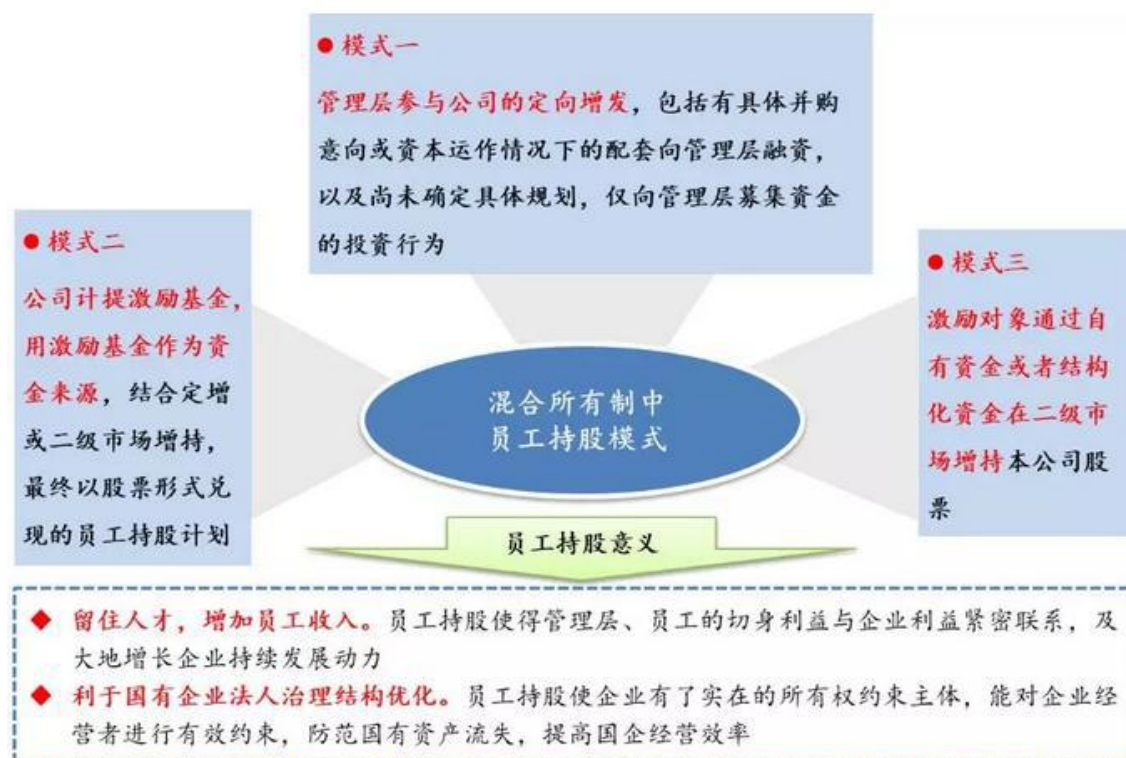 ● 模式一
管理层参与公司的定向增发，包括有具体并购
意向或资本运作情况下的配套向管理层融资，
以及尚未确定具体规划，仅向管理层募集资金
的投资行为
● 模式二
公司计提激励基金，
用激励基金作为资
金来源，结合定增
或二级市场增持，
最终以股票形式兑
现的员工持股计划
● 模式三
激励对象通过自
有资金或者结构
化资金在二级市
场增持本公司股
票
混合所有制中
员工持股模式
员工持股意义
◆ 留住人才，增加员工收入。员工持股使得管理层、员工的切身利益与企业利益紧密联系，及
大地增长企业持续发展动力
◆ 利于国有企业法人治理结构优化。员工持股使企业有了实在的所有权约束主体，能对企业经
营者进行有效约束，防范国有资产流失，提高国企经营效率